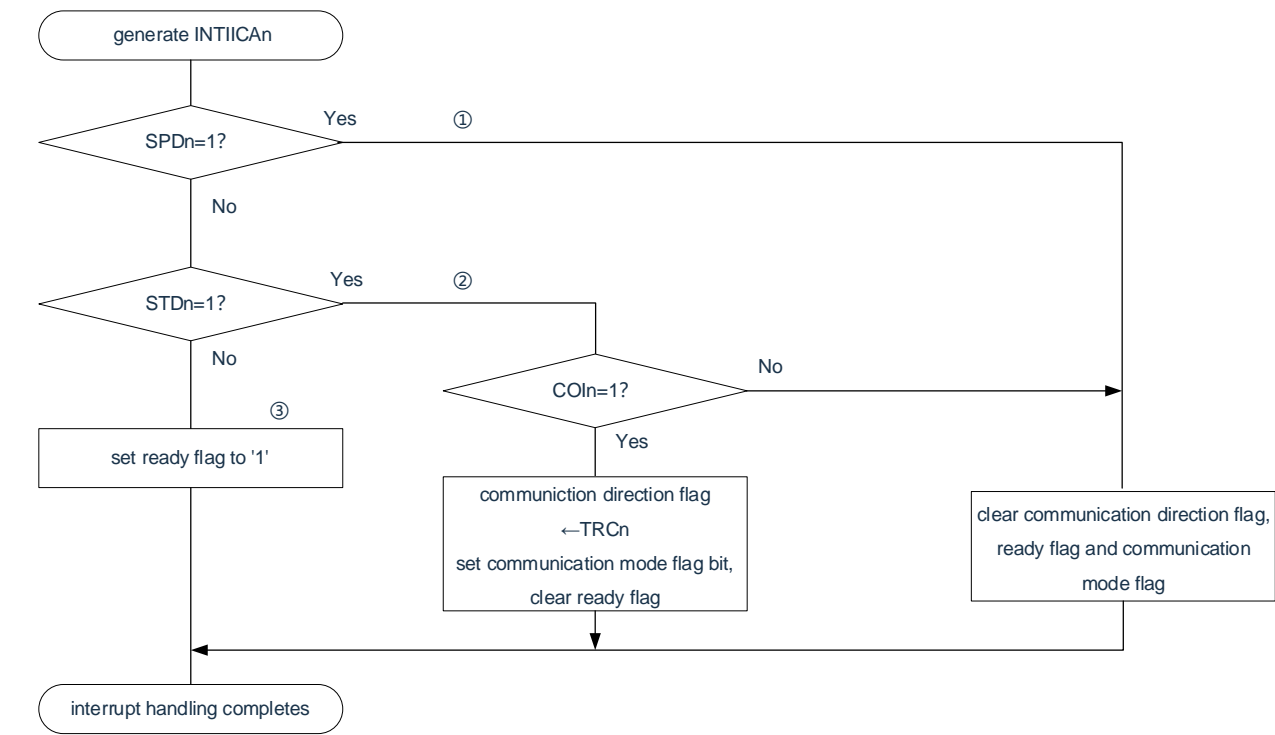 generate INTIICAn
Yes
①
SPDn=1?
No
Yes
②
STDn=1?
No
No
COIn=1?
③
Yes
set ready flag to '1'
communiction direction flag
←TRCn
set communication mode flag bit,
clear ready flag
clear communication direction flag,
ready flag and communication
mode flag
interrupt handling completes